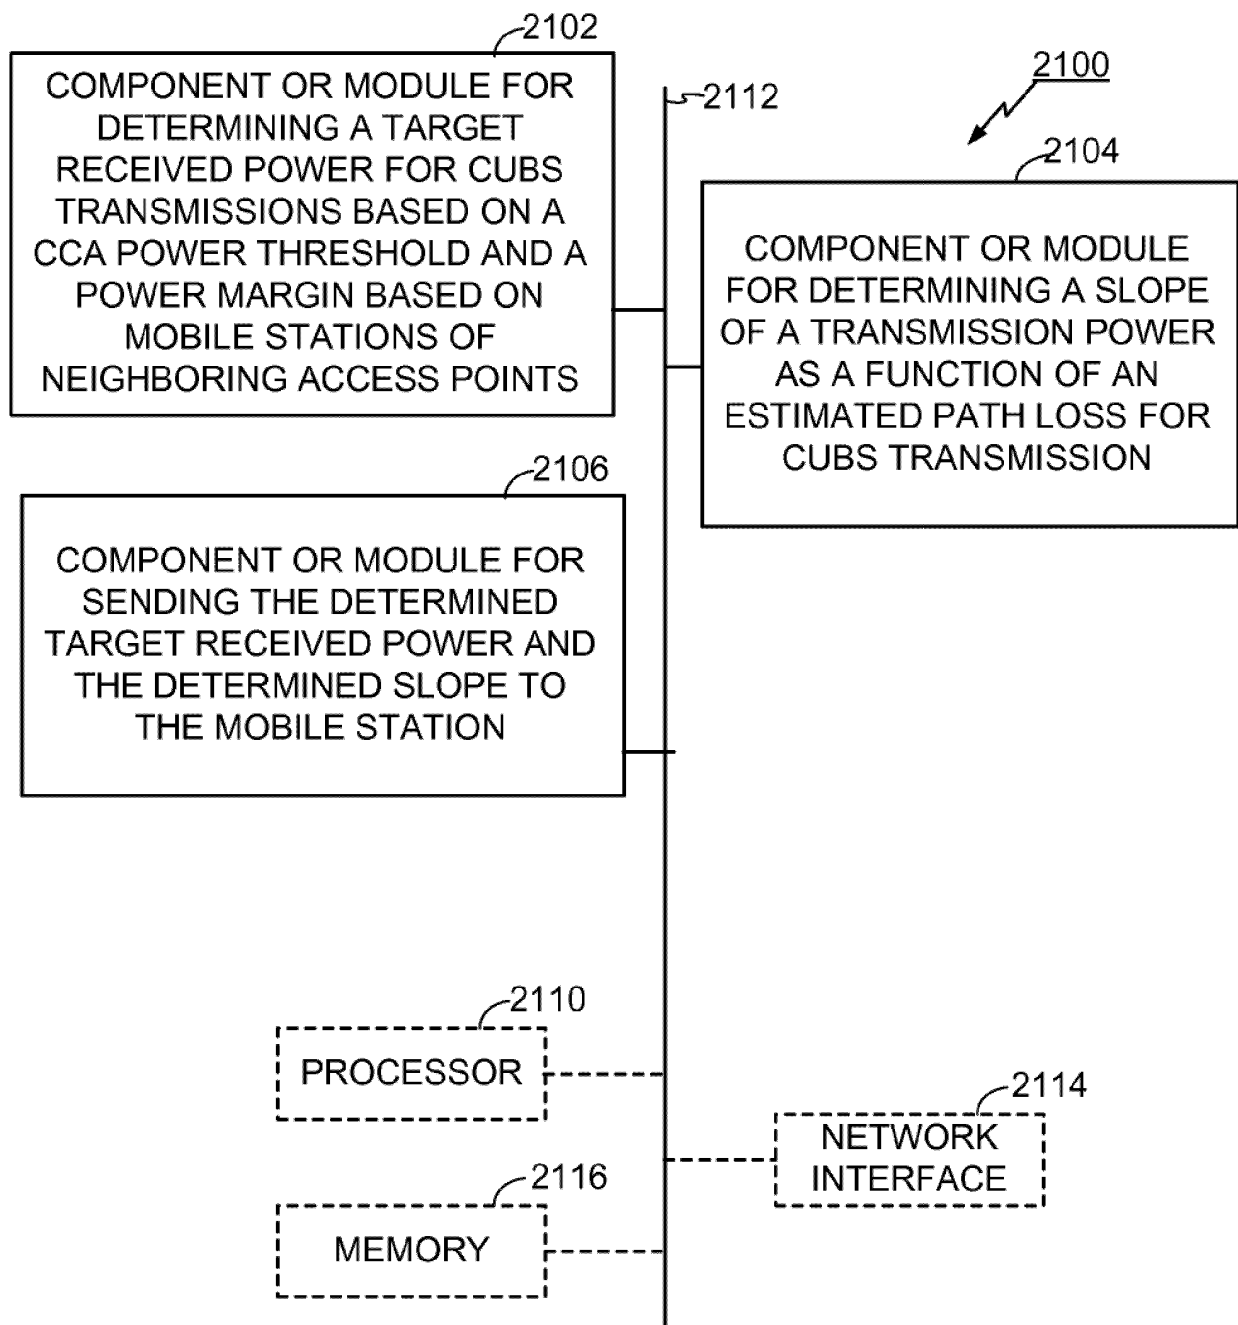 2102
COMPONENT OR MODULE FOR
DETERMINING A TARGET
RECEIVED POWER FOR CUBS
TRANSMISSIONS BASED ON A
CCA POWER THRESHOLD AND A
POWER MARGIN BASED ON
MOBILE STATIONS OF
NEIGHBORING ACCESS POINTS
2112
2100
2104
COMPONENT OR MODULE
FOR DETERMINING A SLOPE
OF A TRANSMISSION POWER
AS A FUNCTION OF AN
ESTIMATED PATH LOSS FOR
CUBS TRANSMISSION
2106
COMPONENT OR MODULE FOR
SENDING THE DETERMINED
TARGET RECEIVED POWER AND
THE DETERMINED SLOPE TO
THE MOBILE STATION
2110
PROCESSOR
2114
NETWORK
INTERFACE
2116
MEMORY